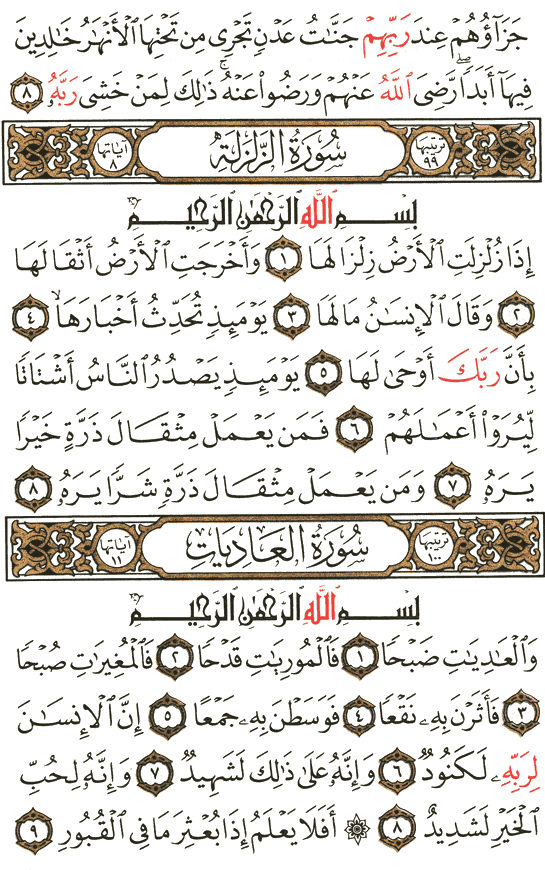 جَزَآؤُهُمۡ عِندَ رَبِّهِمۡ جَنَّـٰتُ عَدۡنٖ تَجۡرِي مِن تَحۡتِهَا ٱلۡأَنۡهَـٰرُ خَـٰلِدِينَ
فِيهَآ أَبَدٗاۖ رَّضِيَ ٱللَّهُ عَنۡهُمۡ وَرَضُواْ عَنۡهُۚ ذَٰلِكَ لِمَنۡ خَشِيَ رَبَّهُۥ ٨
ترتيبها ٩٩ سُورَةُ الزَّلْزَلَةِ آياتها ٨
بِسۡمِ ٱللَّهِ ٱلرَّحۡمَـٰنِ ٱلرَّحِيمِ
إِذَا زُلۡزِلَتِ ٱلۡأَرۡضُ زِلۡزَالَهَا ١ وَأَخۡرَجَتِ ٱلۡأَرۡضُ أَثۡقَالَهَا
٢ وَقَالَ ٱلۡإِنسَـٰنُ مَا لَهَا ٣ يَوۡمَئِذٖ تُحَدِّثُ أَخۡبَارَهَا ٤
بِأَنَّ رَبَّكَ أَوۡحَىٰ لَهَا ٥ يَوۡمَئِذٖ يَصۡدُرُ ٱلنَّاسُ أَشۡتَاتٗا
لِّيُرَوۡاْ أَعۡمَـٰلَهُمۡ ٦ فَمَن يَعۡمَلۡ مِثۡقَالَ ذَرَّةٍ خَيۡرٗا
يَرَهُۥ ٧ وَمَن يَعۡمَلۡ مِثۡقَالَ ذَرَّةٖ شَرّٗا يَرَهُۥ ٨
ترتيبها ١٠٠ سُورَةُ العَادِيَاتِ آياتها ١١
بِسۡمِ ٱللَّهِ ٱلرَّحۡمَـٰنِ ٱلرَّحِيمِ
وَٱلۡعَـٰدِيَـٰتِ ضَبۡحٗا ١ فَٱلۡمُورِيَـٰتِ قَدۡحٗا ٢ فَٱلۡمُغِيرَٰتِ صُبۡحٗا
٣ فَأَثَرۡنَ بِهِۦ نَقۡعٗا ٤ فَوَسَطۡنَ بِهِۦ جَمۡعًا ٥ إِنَّ ٱلۡإِنسَـٰنَ
لِرَبِّهِۦ لَكَنُودٞ ٦ وَإِنَّهُۥ عَلَىٰ ذَٰلِكَ لَشَهِيدٞ ٧ وَإِنَّهُۥ لِحُبِّ
ٱلۡخَيۡرِ لَشَدِيدٌ ٨ ۞ أَفَلَا يَعۡلَمُ إِذَا بُعۡثِرَ مَا فِي ٱلۡقُبُورِ ٩